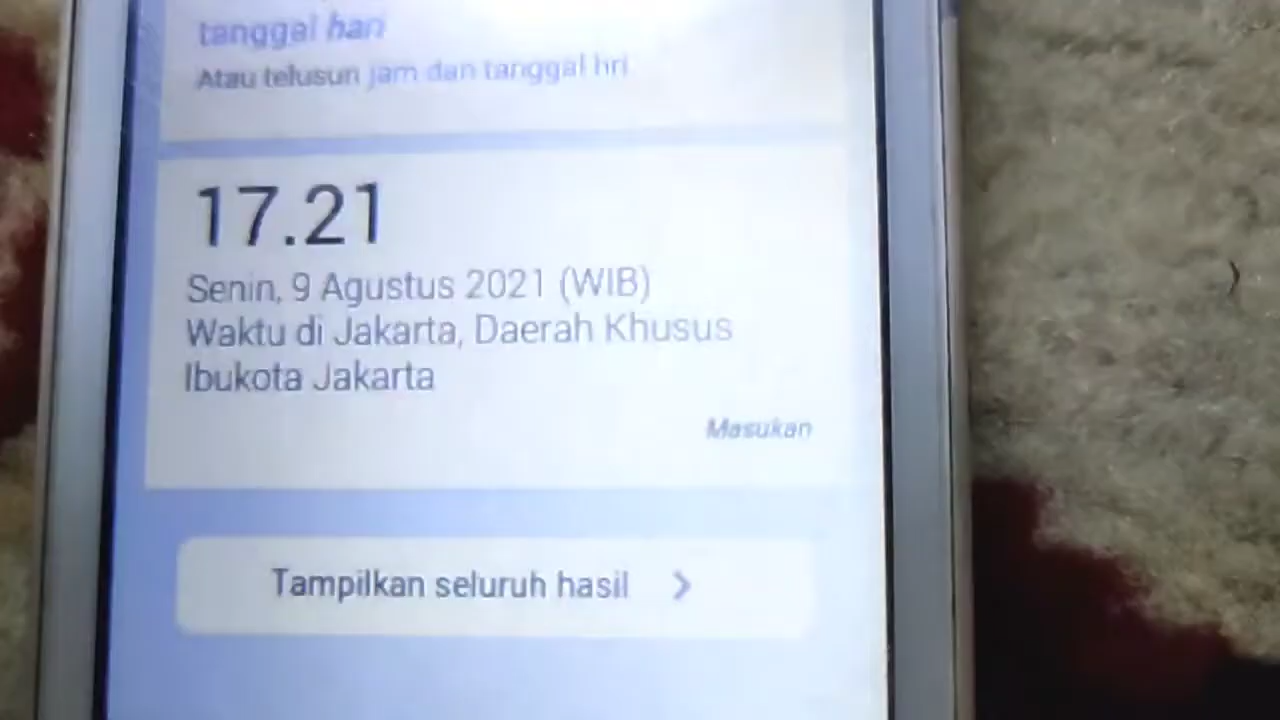 tanggal hari
Atau telusuri jam dan tanggal hri
17.21
Senin, 9 Agustus 2021 (WIB)
Waktu di Jakarta, Daerah Khusus
Ibukota Jakarta
Masukan
Tampilkan seluruh hasil